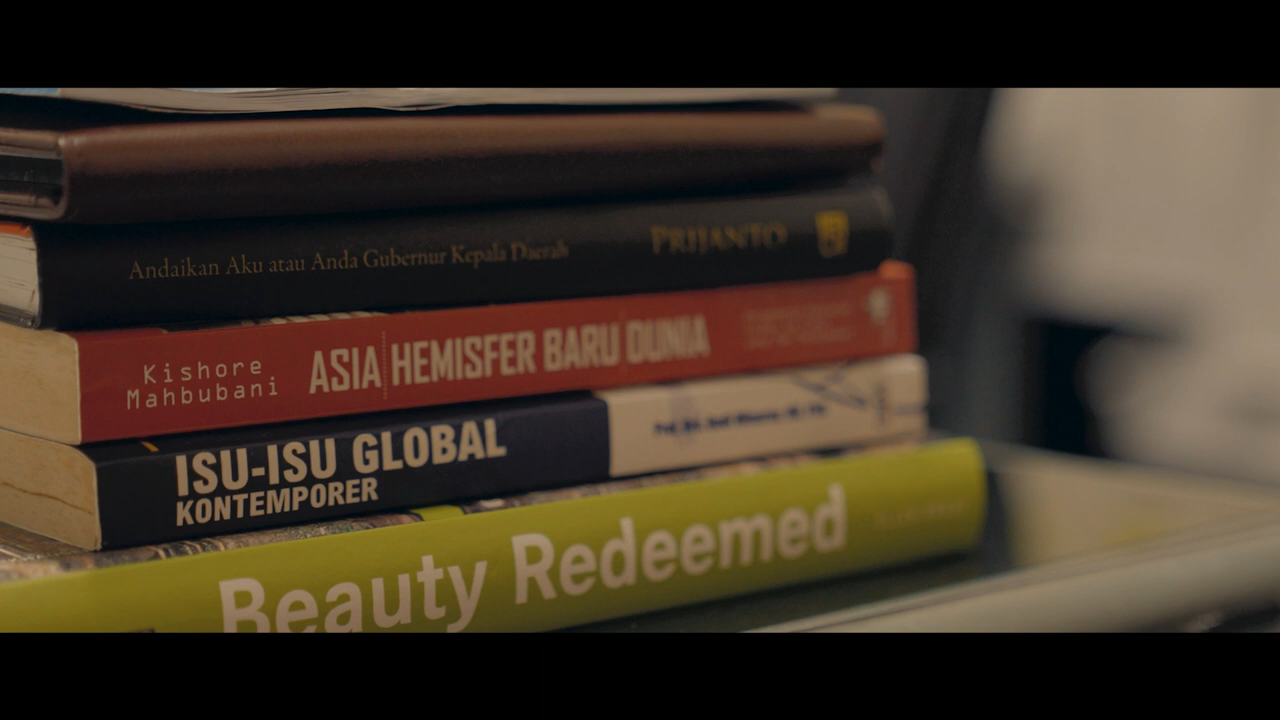 Andaikan Aku atau Anda Gubernur Kepala Daerah PRIJANTO
Kishore
Mahbubani
ASIA HEMISFER BARU DUNIA
ISU-ISU GLOBAL
KONTEMPORER
Beauty Redeemed